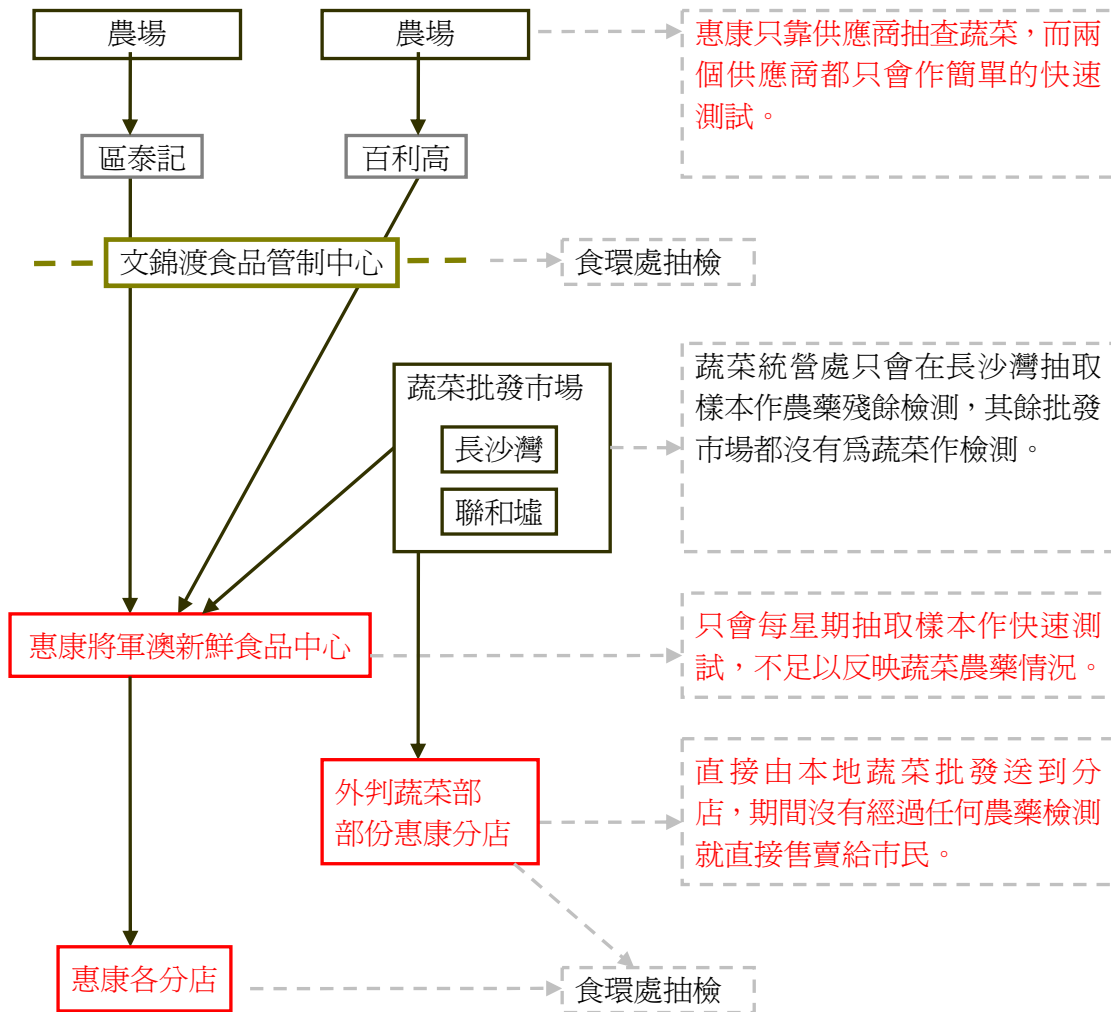 農場
農場
惠康只靠供應商抽查蔬菜，而兩
個供應商都只會作簡單的快速
測試。
區泰記
百利高
文錦渡食品管制中心
食環處抽檢
蔬菜批發市場
長沙灣
聯和墟
蔬菜統營處只會在長沙灣抽取
樣本作農藥殘餘檢測，其餘批發
市場都沒有爲蔬菜作檢測。
惠康將軍澳新鮮食品中心
只會每星期抽取樣本作快速測
試，不足以反映蔬菜農藥情況。
外判蔬菜部
部份惠康分店
直接由本地蔬菜批發送到分
店，期間沒有經過任何農藥檢測
就直接售賣給市民。
惠康各分店
食環處抽檢